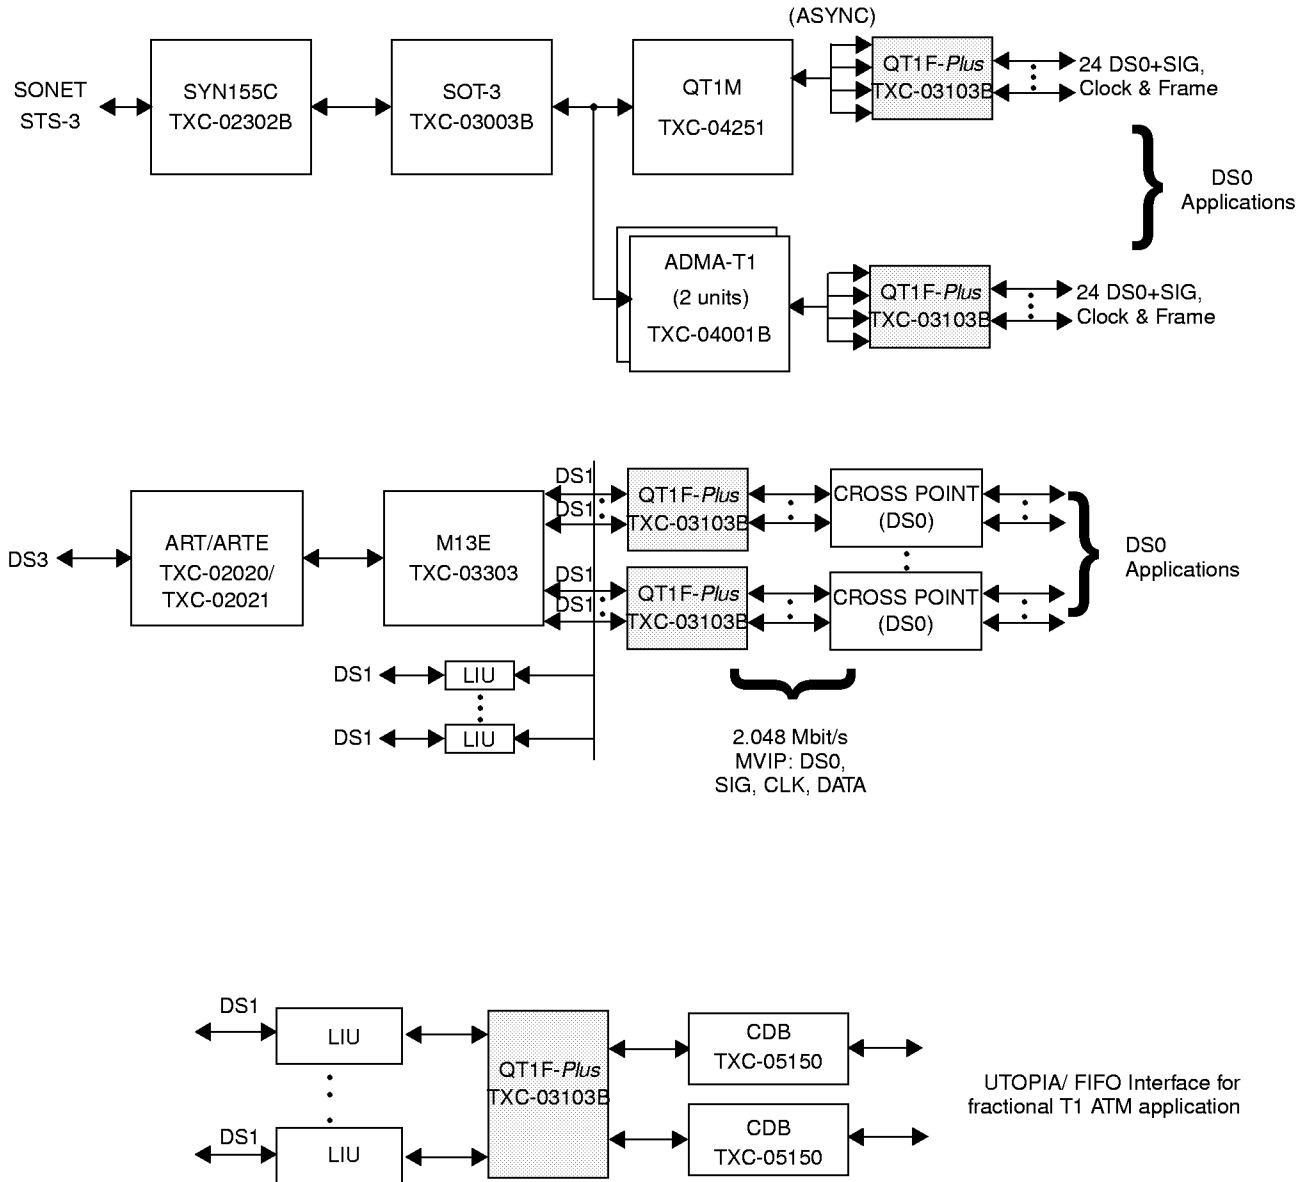 (ASYNC)
SONET
STS-3
SYN155C
TXC-02302B
SOT-3
TXC-03003B
QT1M
TXC-04251
QT1F-Plus
TXC-03103B
24 DS0+SIG,
Clock & Frame
DS0
Applications
ADMA-T1
(2 units)
TXC-04001B
QT1F-Plus
TXC-03103B
24 DS0+SIG,
Clock & Frame
DS3
ART/ARTE
TXC-02020/
TXC-02021
M13E
TXC-03303
DS1
DS1
DS1
DS1
QT1F-Plus
TXC-03103B
CROSS POINT
(DS0)
QT1F-Plus
TXC-03103B
CROSS POINT
(DS0)
DS0
Applications
DS1
LIU
DS1
LIU
2.048 Mbit/s
MVIP: DS0,
SIG, CLK, DATA
DS1
LIU
DS1
LIU
QT1F-Plus
TXC-03103B
CDB
TXC-05150
CDB
TXC-05150
UTOPIA/ FIFO Interface for
fractional T1 ATM application